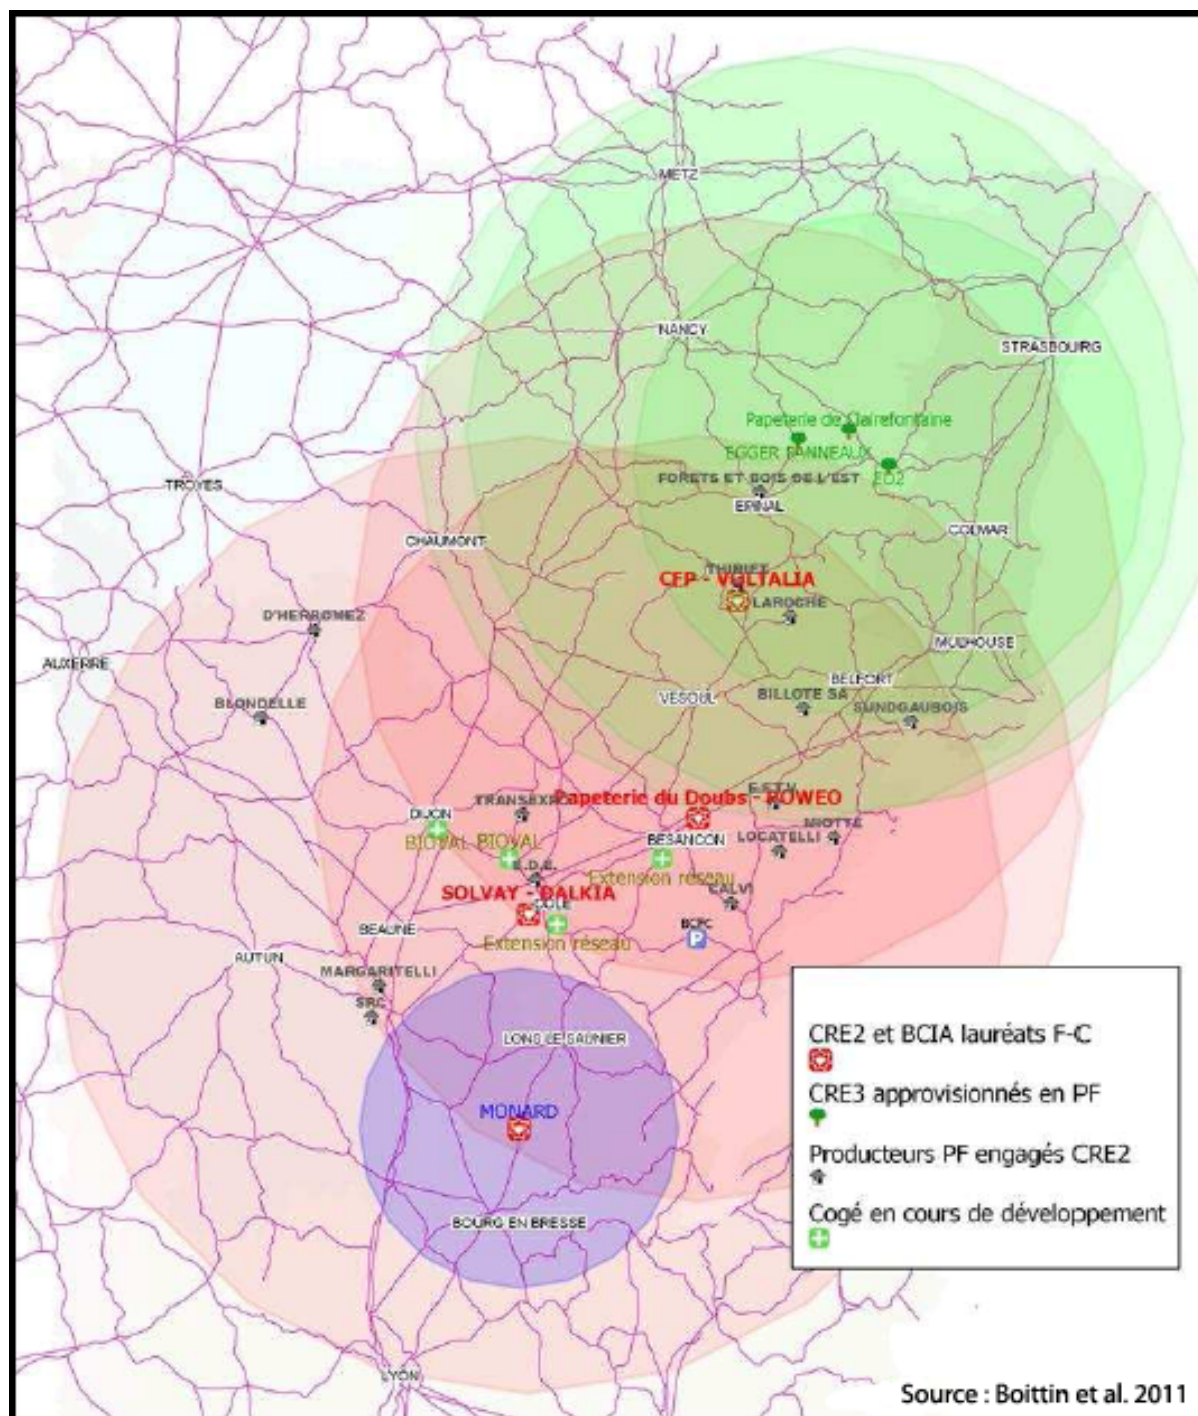 METZ
NANCY
STRASBOURG
Papeterie de Clairefontaine
EGGER PANNEAUX
EO2
FORETS ET BOIS DE L'EST
EPINAL
TROYES
COLMAR
CHAUMONT
THIRIET
CFP - VOLTALIA
LAROCHE
D'HERROMEZ
MULHOUSE
AUXERRE
BELFORT
VESOUL
BILLOTE SA
BLONDELLE
SUNDGAUBOIS
E.S.T.V.
TRANSEXPO
Papeterie du Doubs - POWEO
DIJON
MIOTTE
BESANCON
LOCATELLI
BIOVAL
BIOVAL
E.D.E.
Extension réseau
CALVI
SOLVAY - DALKIA
DOLE
BCFC
P
BEAUNE
Extension réseau
AUTUN
MARGARITELLI
SRC
LONS LE SAUNIER
CRE2 et BCIA lauréats F-C
CRE3 approvisionnés en PF
MONARD
Producteurs PF engagés CRE2
Cogé en cours de développement
BOURG EN BRESSE
LYON
Source : Boittin et al. 2011